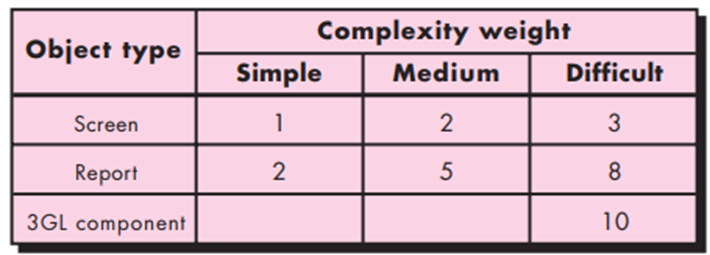 Object type
Complexity weight
Simple Medium Difficult
Screen 1 2 3
Report 2 5 8
3GL component 10